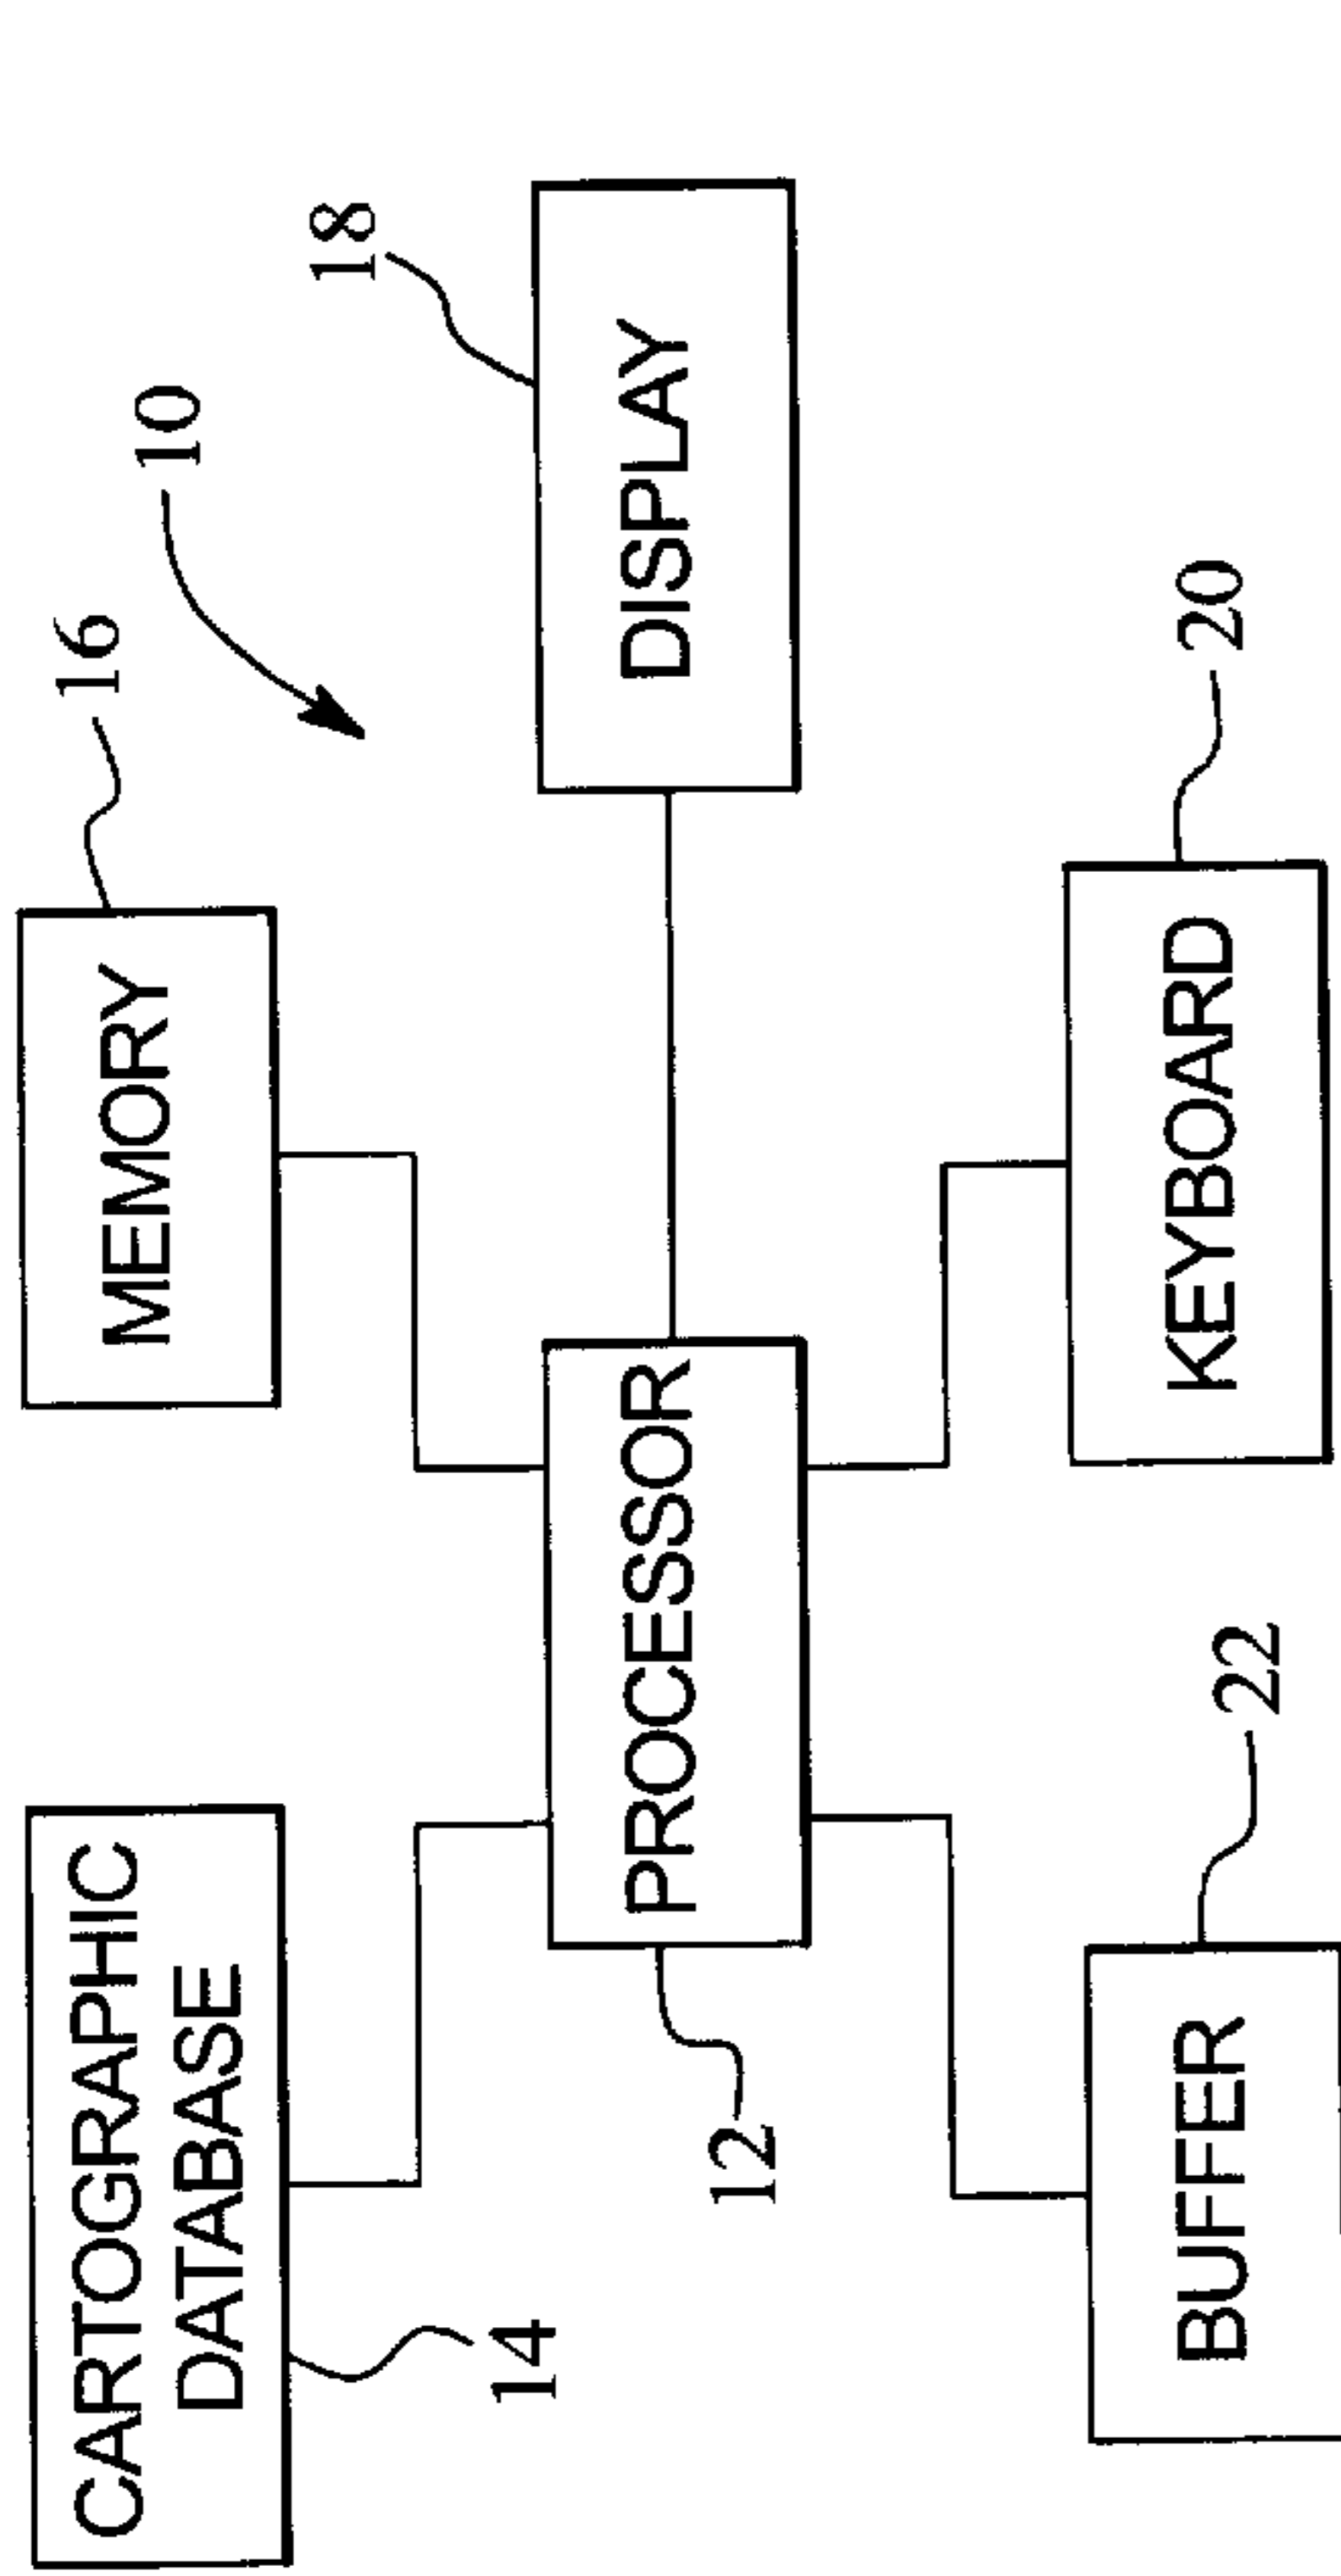 CARTOGRAPHIC
DATABASE
14
MEMORY
16
10
PROCESSOR
12
DISPLAY
18
BUFFER
22
KEYBOARD
20